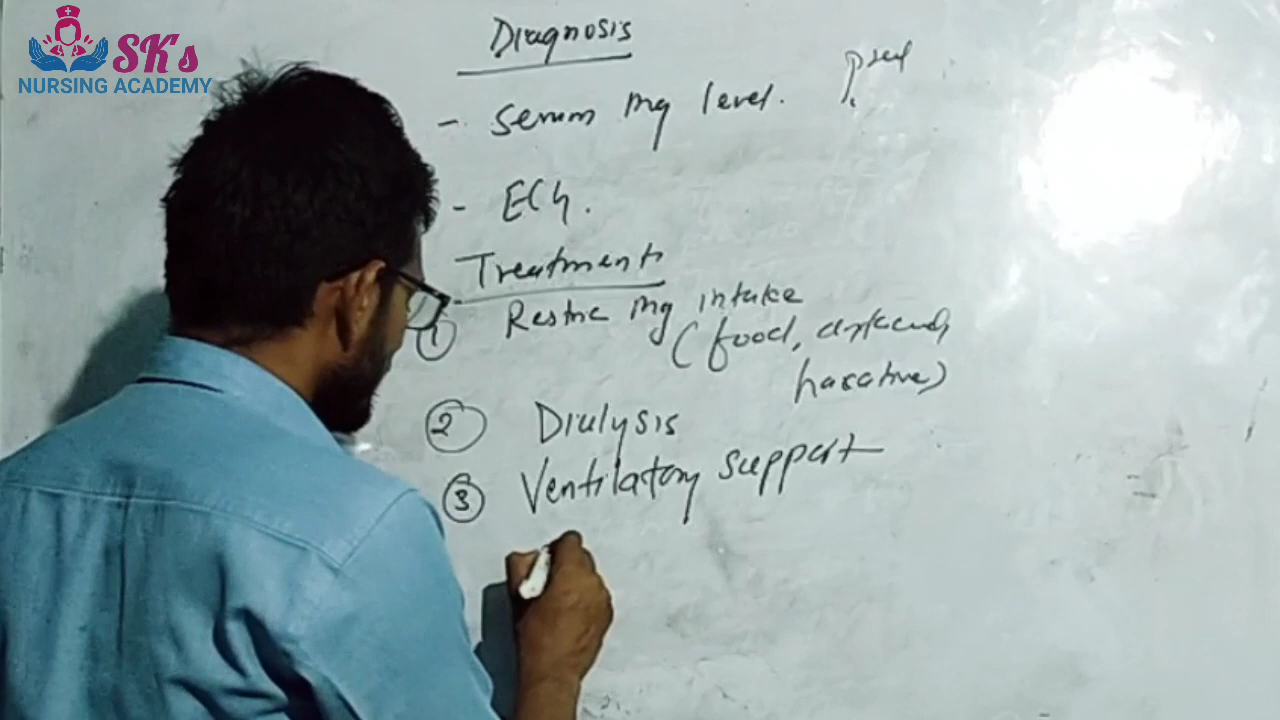 SK's
NURSING ACADEMY
Diagnosis
- Serum mg level.
- ECG.
Treatment
① Restric mg intake
(food,
laxative)
② Dialysis
③ Ventilatory support